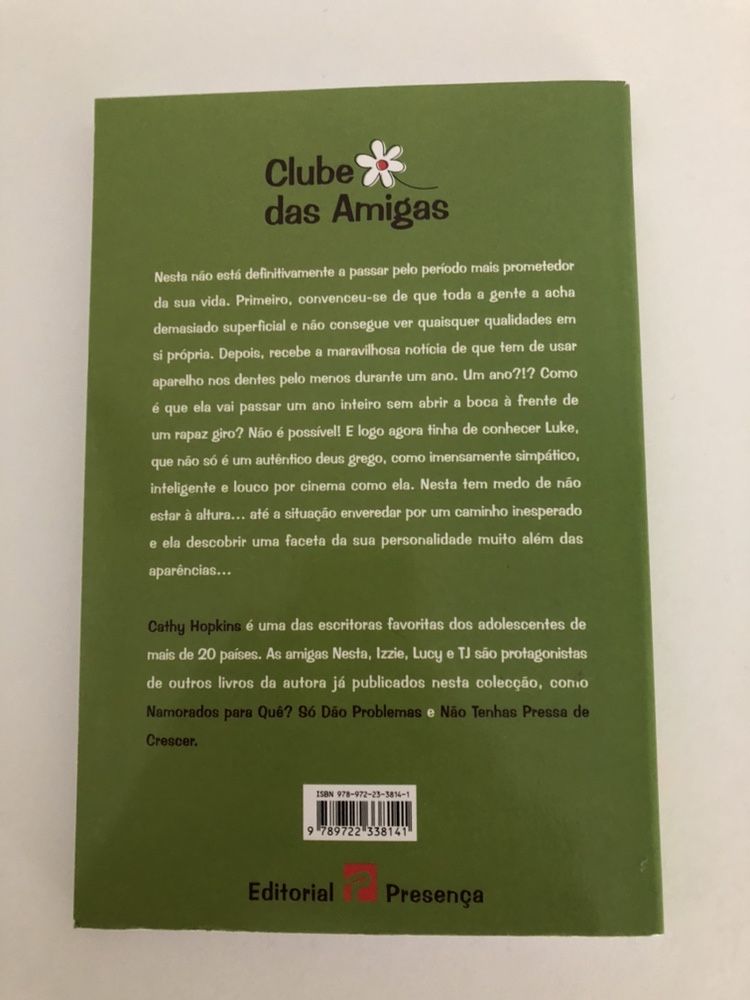 Clube
das Amigas
Nesta não está definitivamente a passar pelo período mais prometedor
da sua vida. Primeiro, convenceu-se de que toda a gente a acha
demasiado superficial e não consegue ver quaisquer qualidades em
si própria. Depois, recebe a maravilhosa notícia de que tem de usar
aparelho nos dentes pelo menos durante um ano. Um ano?!? Como
é que ela vai passar um ano inteiro sem abrir a boca à frente de
um rapaz giro? Não é possível! E logo agora tinha de conhecer Luke,
que não só é um autêntico deus grego, como imensamente simpático,
inteligente e louco por cinema como ela. Nesta tem medo de não
estar à altura... até a situação enveredar por um caminho inesperado
e ela descobrir uma faceta da sua personalidade muito além das
aparências...
Cathy Hopkins é uma das escritoras favoritas dos adolescentes de
mais de 20 países. As amigas Nesta, Izzie, Lucy e TJ são protagonistas
de outros livros da autora já publicados nesta colecção, como
Namorados para Quê? Só Dão Problemas e Não Tenhas Pressa de
Crescer.
ISBN 978-972-23-3814-1
9 789722 338141
Editorial Presença